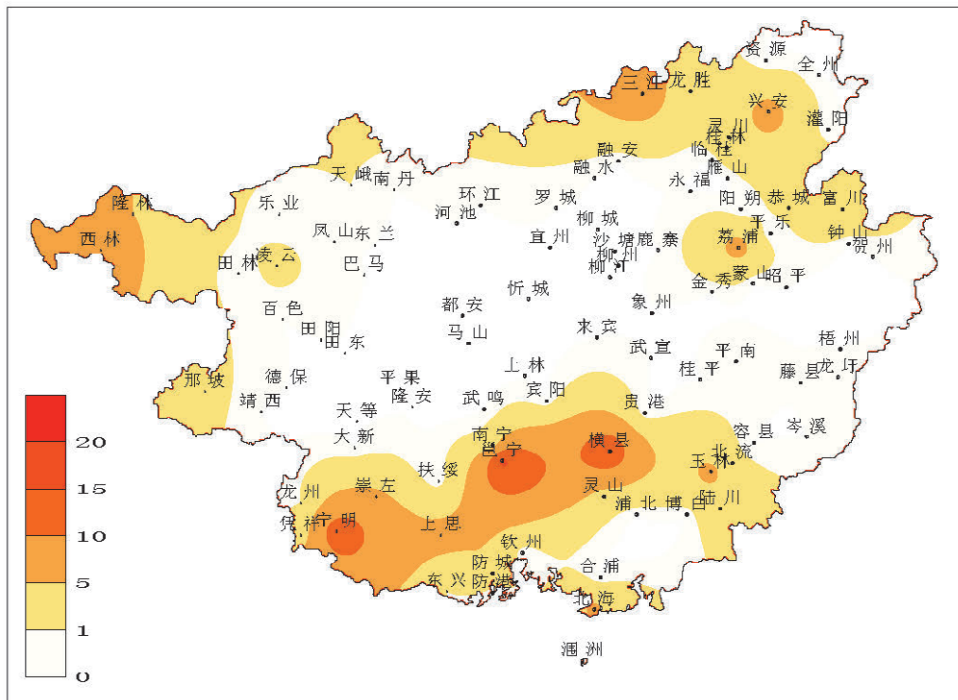 资源
全州
三江
龙胜
兴安
灌阳
灵川
桂林
临桂
融安
融水
雁山
天峨
南丹
永福
环江
罗城
阳朔
恭城
富川
隆林
乐业
河池
柳城
平乐
西林
凤山
东兰
宜州
沙塘
鹿寨
荔浦
钟山
贺州
田林
凌云
巴马
柳州
柳江
金秀
蒙山
昭平
忻城
百色
都安
象州
田阳
马山
来宾
田东
武宣
平南
梧州
那坡
德保
平果
上林
桂平
藤县
龙圩
靖西
隆安
武鸣
宾阳
贵港
天等
大新
南宁
邕宁
横县
容县
岑溪
北流
玉林
扶绥
龙州
崇左
灵山
浦北
博白
陆川
凭祥
宁明
上思
钦州
防城
东兴
防港
合浦
北海
涠洲
20
15
10
5
1
0